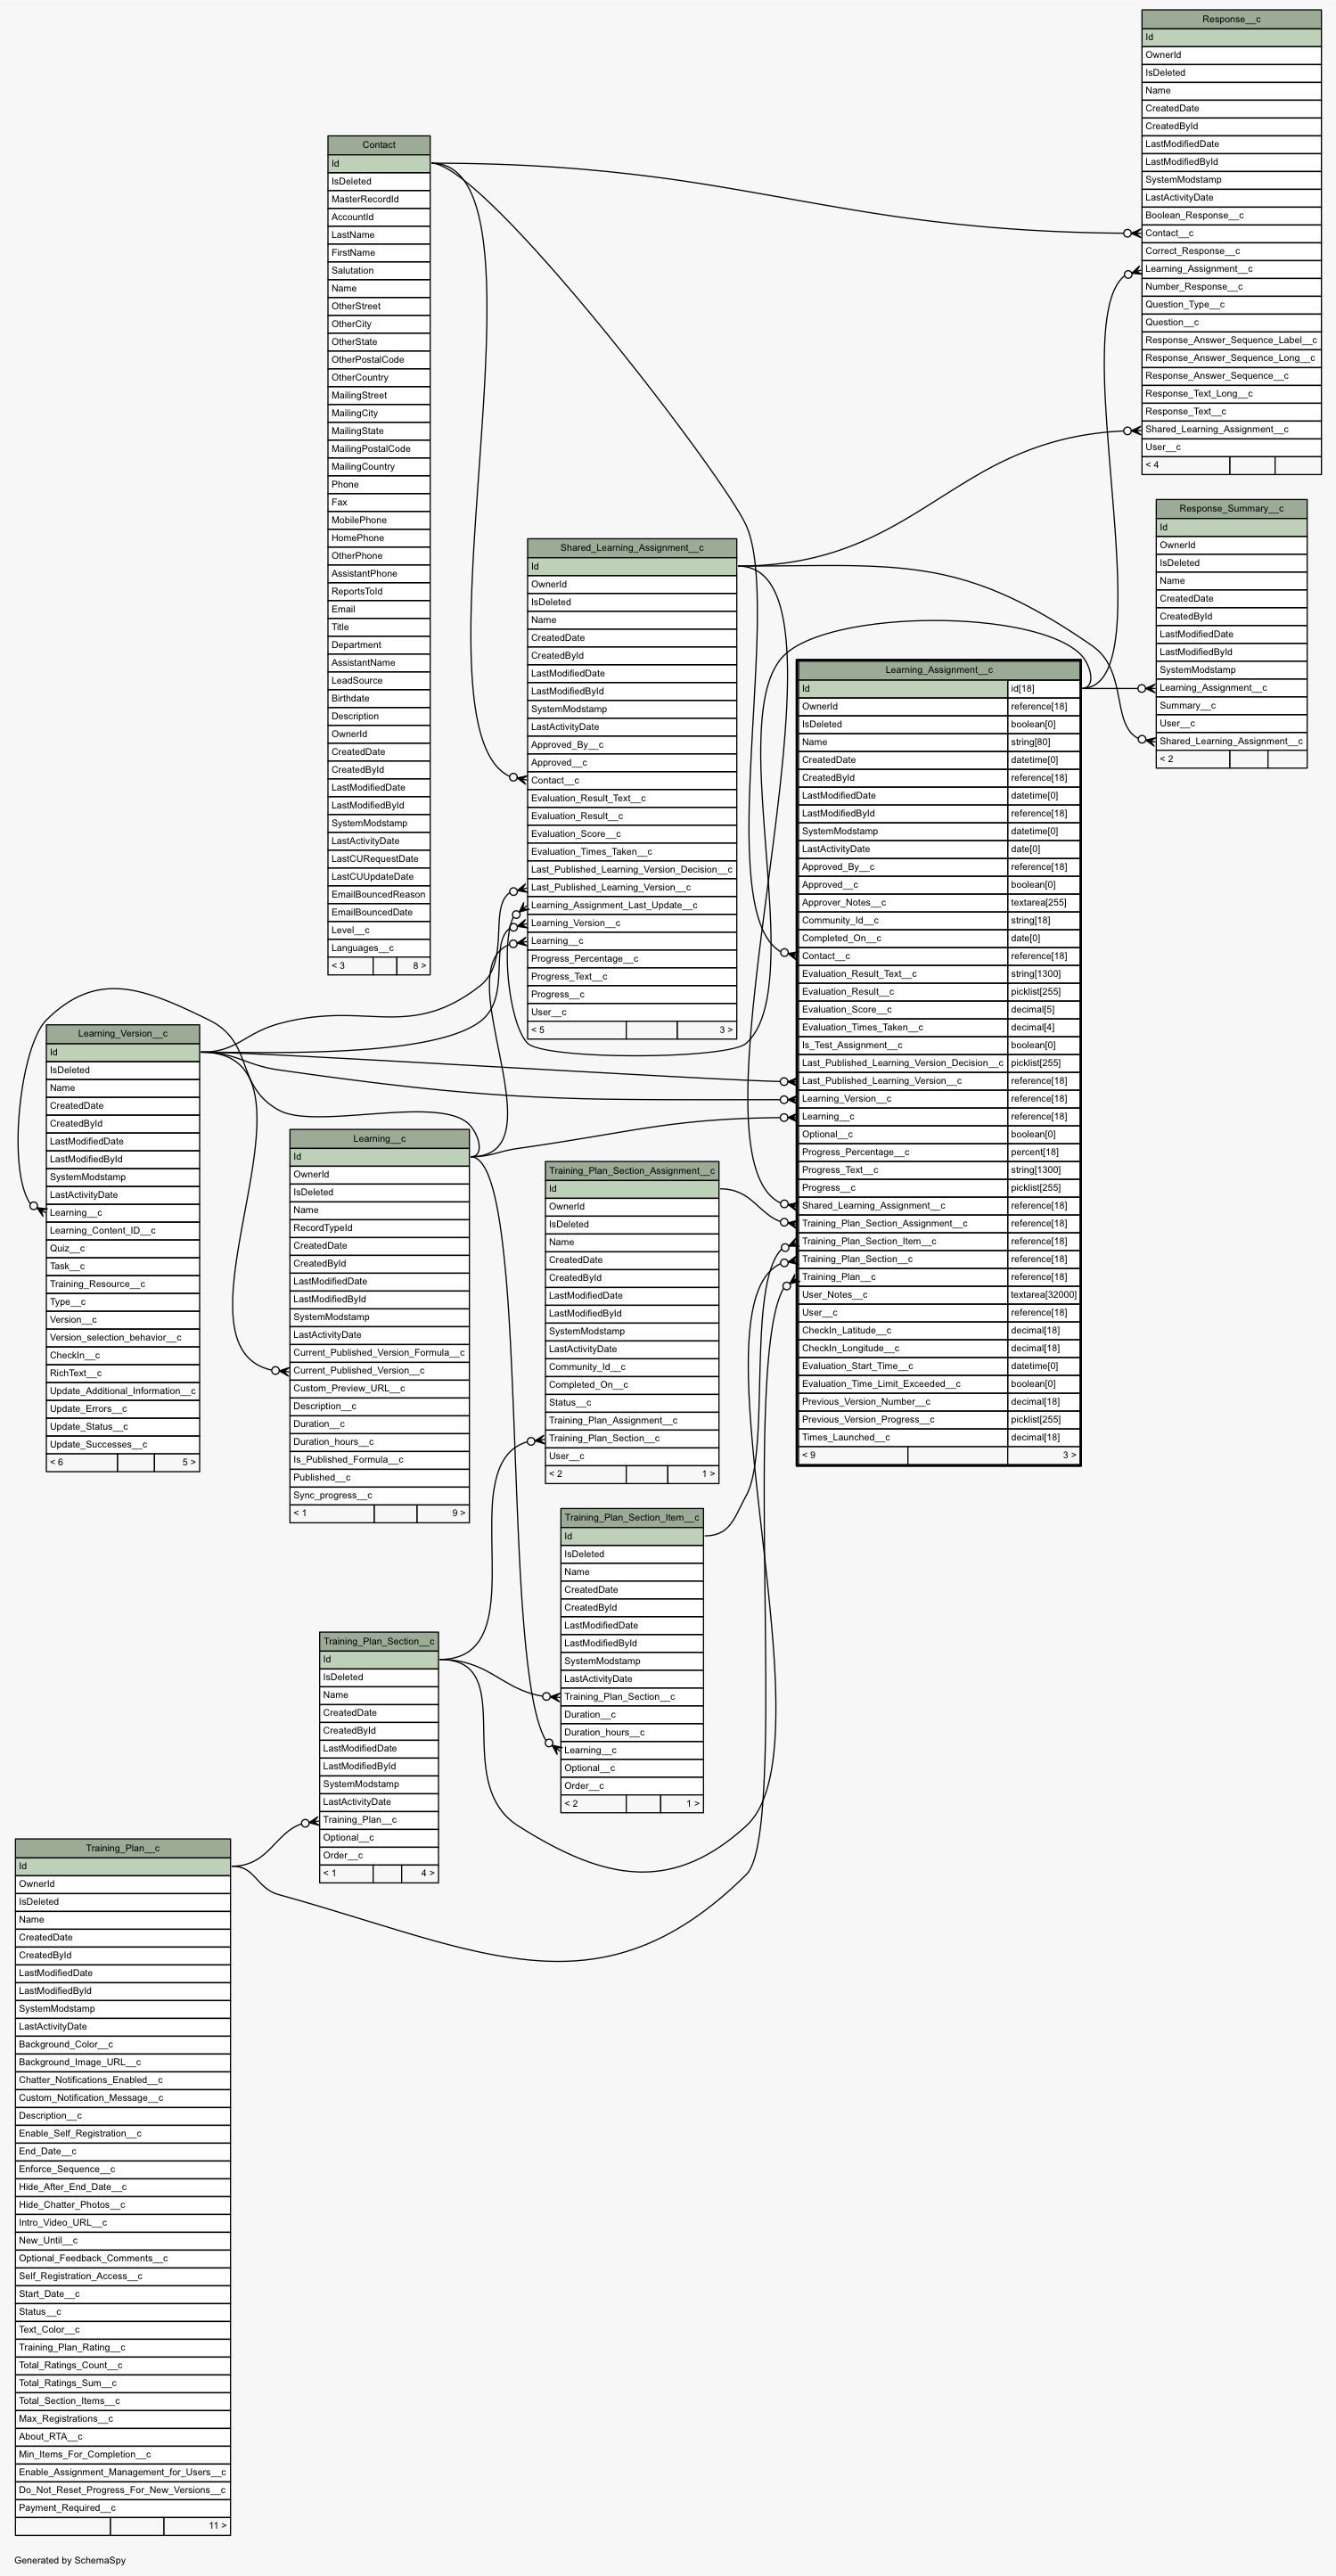 Response__c
Id
OwnerId
IsDeleted
Name
CreatedDate
CreatedById
LastModifiedDate
LastModifiedById
SystemModstamp
LastActivityDate
Boolean_Response__c
Contact__c
Correct_Response__c
Learning_Assignment__c
Number_Response__c
Question_Type__c
Question__c
Response_Answer_Sequence_Label__c
Response_Answer_Sequence_Long__c
Response_Answer_Sequence__c
Response_Text_Long__c
Response_Text__c
Shared_Learning_Assignment__c
User__c
< 4
Contact
Id
IsDeleted
MasterRecordId
AccountId
LastName
FirstName
Salutation
Name
OtherStreet
OtherCity
OtherState
OtherPostalCode
OtherCountry
MailingStreet
MailingCity
MailingState
MailingPostalCode
MailingCountry
Phone
Fax
MobilePhone
HomePhone
OtherPhone
AssistantPhone
ReportsToId
Email
Title
Department
AssistantName
LeadSource
Birthdate
Description
OwnerId
CreatedDate
CreatedById
LastModifiedDate
LastModifiedById
SystemModstamp
LastActivityDate
LastCURequestDate
LastCUUpdateDate
EmailBouncedReason
EmailBouncedDate
Level__c
Languages__c
< 3 8 >
Response_Summary__c
Id
OwnerId
IsDeleted
Name
CreatedDate
CreatedById
LastModifiedDate
LastModifiedById
SystemModstamp
Learning_Assignment__c
Summary__c
User__c
Shared_Learning_Assignment__c
< 2
Shared_Learning_Assignment__c
Id
OwnerId
IsDeleted
Name
CreatedDate
CreatedById
LastModifiedDate
LastModifiedById
SystemModstamp
LastActivityDate
Approved_By__c
Approved__c
Contact__c
Evaluation_Result_Text__c
Evaluation_Result__c
Evaluation_Score__c
Evaluation_Times_Taken__c
Last_Published_Learning_Version_Decision__c
Last_Published_Learning_Version__c
Learning_Assignment_Last_Update__c
Learning_Version__c
Learning__c
Progress_Percentage__c
Progress_Text__c
Progress__c
User__c
< 5 3 >
Learning_Assignment__c
Id id[18]
OwnerId reference[18]
IsDeleted boolean[0]
Name string[80]
CreatedDate datetime[0]
CreatedById reference[18]
LastModifiedDate datetime[0]
LastModifiedById reference[18]
SystemModstamp datetime[0]
LastActivityDate date[0]
Approved_By__c reference[18]
Approved__c boolean[0]
Approver_Notes__c textarea[255]
Community_Id__c string[18]
Completed_On__c date[0]
Contact__c reference[18]
Evaluation_Result_Text__c string[1300]
Evaluation_Result__c picklist[255]
Evaluation_Score__c decimal[5]
Evaluation_Times_Taken__c decimal[4]
Is_Test_Assignment__c boolean[0]
Last_Published_Learning_Version_Decision__c picklist[255]
Last_Published_Learning_Version__c reference[18]
Learning_Version__c reference[18]
Learning__c reference[18]
Optional__c boolean[0]
Progress_Percentage__c percent[18]
Progress_Text__c string[1300]
Progress__c picklist[255]
Shared_Learning_Assignment__c reference[18]
Training_Plan_Section_Assignment__c reference[18]
Training_Plan_Section_Item__c reference[18]
Training_Plan_Section__c reference[18]
Training_Plan__c reference[18]
User_Notes__c textarea[32000]
User__c reference[18]
CheckIn_Latitude__c decimal[18]
CheckIn_Longitude__c decimal[18]
Evaluation_Start_Time__c datetime[0]
Evaluation_Time_Limit_Exceeded__c boolean[0]
Previous_Version_Number__c decimal[18]
Previous_Version_Progress__c picklist[255]
Times_Launched__c decimal[18]
< 9 3 >
Learning_Version__c
Id
IsDeleted
Name
CreatedDate
CreatedById
LastModifiedDate
LastModifiedById
SystemModstamp
LastActivityDate
Learning__c
Learning_Content_ID__c
Quiz__c
Task__c
Training_Resource__c
Type__c
Version__c
Version_selection_behavior__c
CheckIn__c
RichText__c
Update_Additional_Information__c
Update_Errors__c
Update_Status__c
Update_Successes__c
< 6 5 >
Learning__c
Id
OwnerId
IsDeleted
Name
RecordTypeId
CreatedDate
CreatedById
LastModifiedDate
LastModifiedById
SystemModstamp
LastActivityDate
Current_Published_Version_Formula__c
Current_Published_Version__c
Custom_Preview_URL__c
Description__c
Duration__c
Duration_hours__c
Is_Published_Formula__c
Published__c
Sync_progress__c
< 1 9 >
Training_Plan_Section_Assignment__c
Id
OwnerId
IsDeleted
Name
CreatedDate
CreatedById
LastModifiedDate
LastModifiedById
SystemModstamp
LastActivityDate
Community_Id__c
Completed_On__c
Status__c
Training_Plan_Assignment__c
Training_Plan_Section__c
User__c
< 2 1 >
Training_Plan_Section_Item__c
Id
IsDeleted
Name
CreatedDate
CreatedById
LastModifiedDate
LastModifiedById
SystemModstamp
LastActivityDate
Training_Plan_Section__c
Duration__c
Duration_hours__c
Learning__c
Optional__c
Order__c
< 2 1 >
Training_Plan_Section__c
Id
IsDeleted
Name
CreatedDate
CreatedById
LastModifiedDate
LastModifiedById
SystemModstamp
LastActivityDate
Training_Plan__c
Optional__c
Order__c
< 1 4 >
Training_Plan__c
Id
OwnerId
IsDeleted
Name
CreatedDate
CreatedById
LastModifiedDate
LastModifiedById
SystemModstamp
LastActivityDate
Background_Color__c
Background_Image_URL__c
Chatter_Notifications_Enabled__c
Custom_Notification_Message__c
Description__c
Enable_Self_Registration__c
End_Date__c
Enforce_Sequence__c
Hide_After_End_Date__c
Hide_Chatter_Photos__c
Intro_Video_URL__c
New_Until__c
Optional_Feedback_Comments__c
Self_Registration_Access__c
Start_Date__c
Status__c
Text_Color__c
Training_Plan_Rating__c
Total_Ratings_Count__c
Total_Ratings_Sum__c
Total_Section_Items__c
Max_Registrations__c
About_RTA__c
Min_Items_For_Completion__c
Enable_Assignment_Management_for_Users__c
Do_Not_Reset_Progress_For_New_Versions__c
Payment_Required__c
11 >
Generated by SchemaSpy